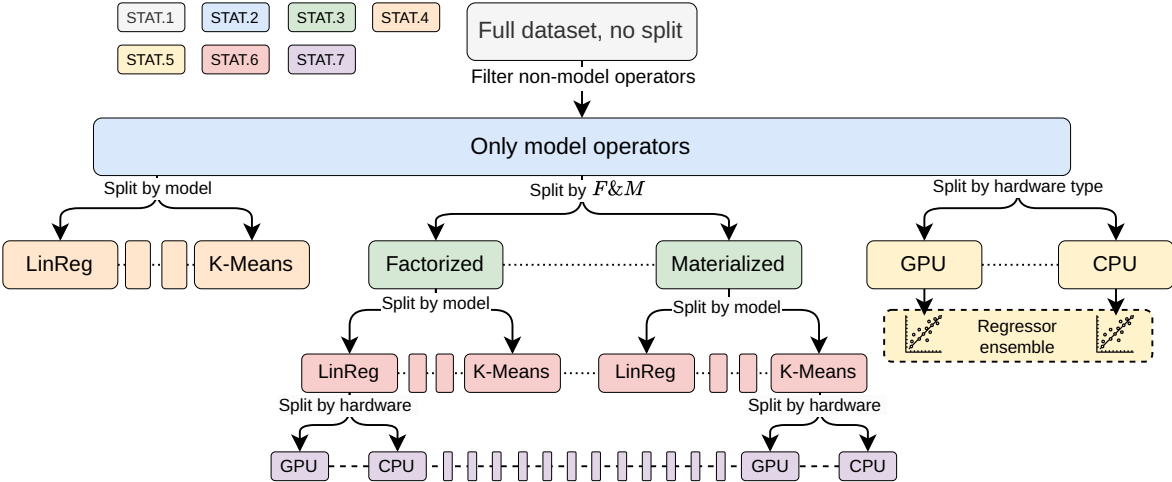 STAT.1 STAT.2 STAT.3 STAT.4
STAT.5 STAT.6 STAT.7
Full dataset, no split
Filter non-model operators
Only model operators
Split by model
Split by F&M
Split by hardware type
LinReg
K-Means
Factorized
Materialized
GPU
CPU
Split by model
Split by model
Regressor
ensemble
LinReg
K-Means
LinReg
K-Means
Split by hardware
Split by hardware
GPU
CPU
GPU
CPU